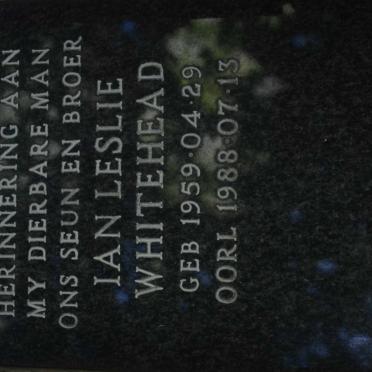 HERINNERING AAN
MY DIERBARE MAN
ONS SEUN EN BROER
IAN LESLIE
WHITEHEAD
GEB 1959·04·29
OORL 1988·07·13